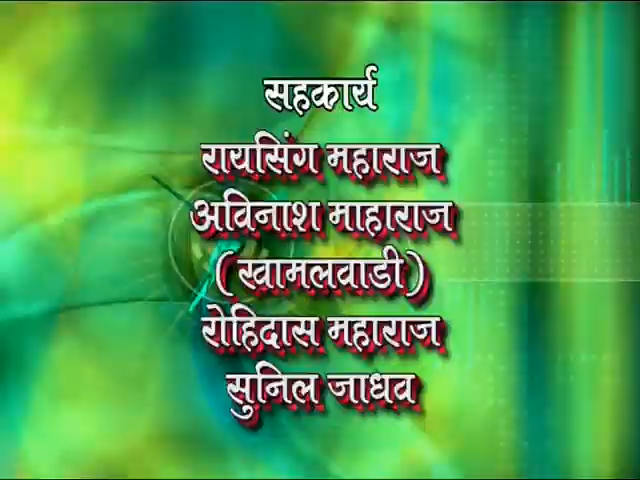 सहकार्य
रायसिंग महाराज
अविनाश माहाराज
( खामलवाडी )
रोहिदास महाराज
सुनिल जाधव